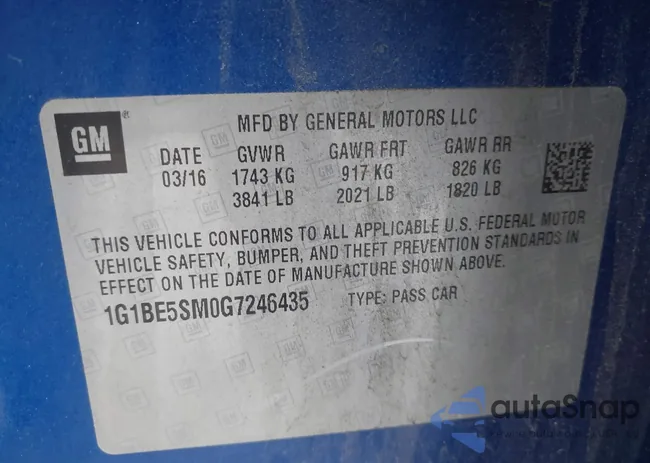 GM
MFD BY GENERAL MOTORS LLC
DATE GVWR GAWR FRT GAWR RR
03/16 1743 KG 917 KG 826 KG
3841 LB 2021 LB 1820 LB
THIS VEHICLE CONFORMS TO ALL APPLICABLE U.S. FEDERAL MOTOR
VEHICLE SAFETY, BUMPER, AND THEFT PREVENTION STANDARDS IN
EFFECT ON THE DATE OF MANUFACTURE SHOWN ABOVE.
1G1BE5SM0G7246435 TYPE: PASS CAR
autoSnap